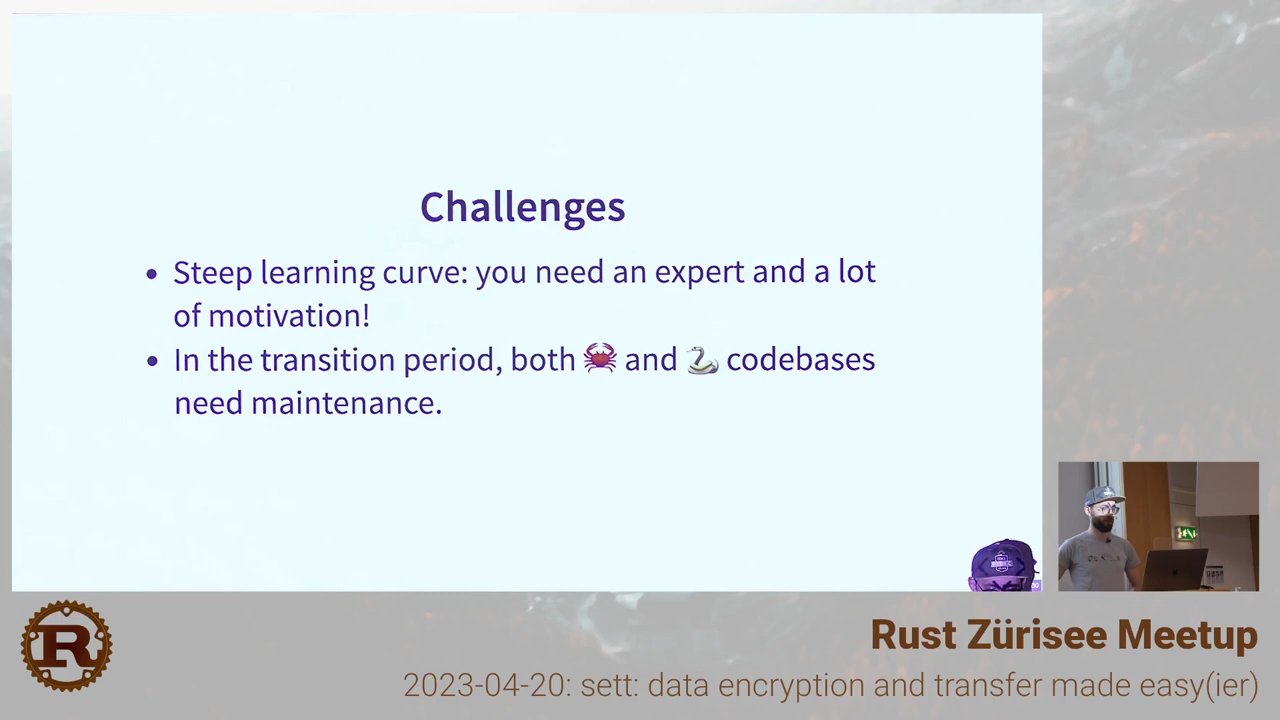 Challenges
• Steep learning curve: you need an expert and a lot
of motivation!
• In the transition period, both 🦀 and 🐍 codebases
need maintenance.
R
Rust Zürisee Meetup
2023-04-20: sett: data encryption and transfer made easy(ier)